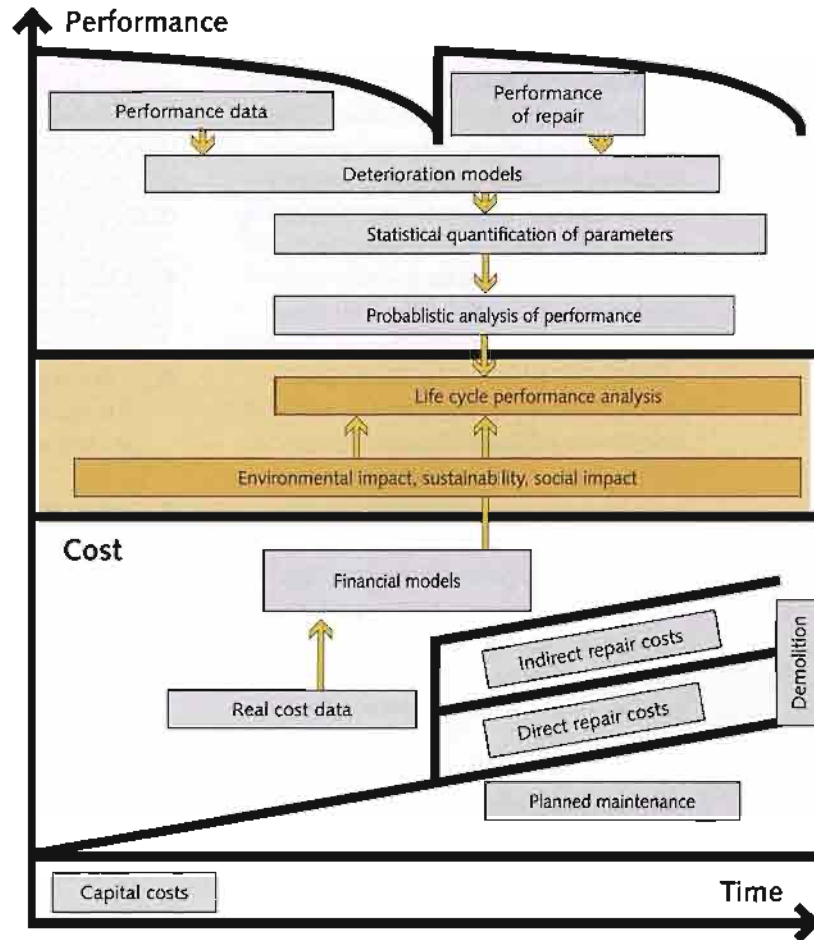 Performance
Performance data
Performance
of repair
Deterioration models
Statistical quantification of parameters
Probablistic analysis of performance
Life cycle performance analysis
Environmental impact, sustainability, social impact
Cost
Financial models
Indirect repair costs
Demolition
Real cost data
Direct repair costs
Planned maintenance
Capital costs
Time